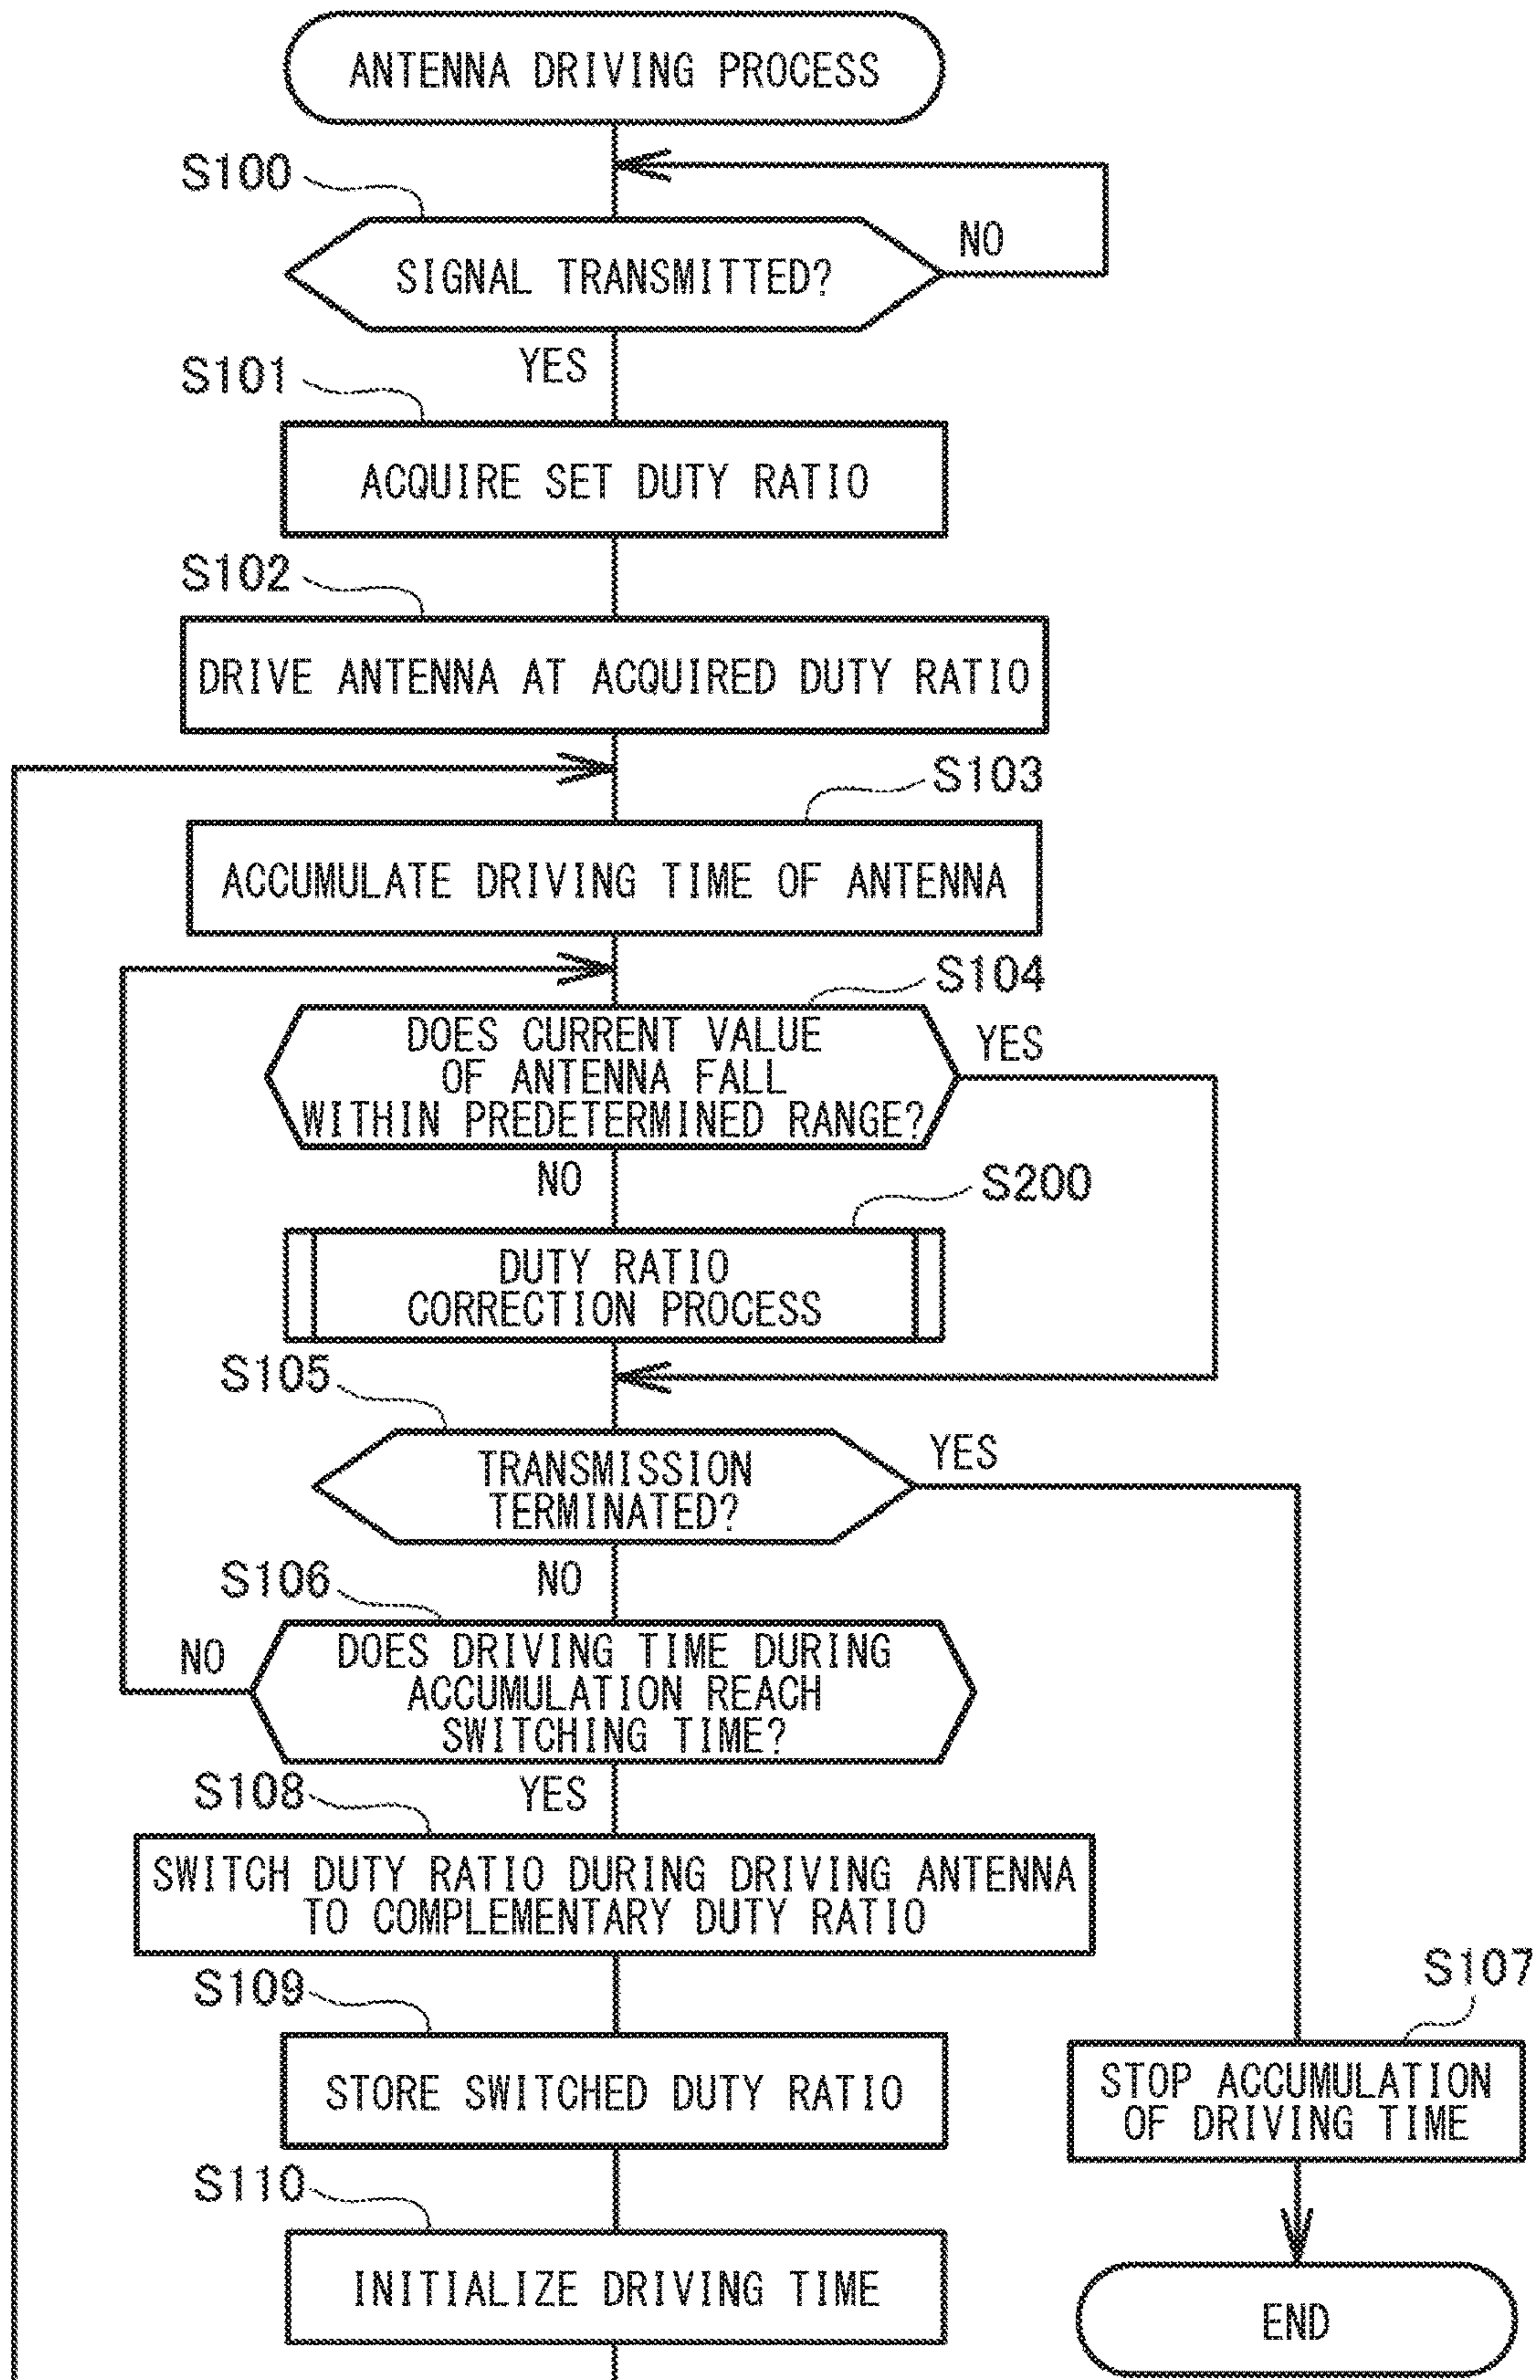 ANTENNA DRIVING PROCESS
S100
NO
SIGNAL TRANSMITTED?
YES
S101
ACQUIRE SET DUTY RATIO
S102
DRIVE ANTENNA AT ACQUIRED DUTY RATIO
S103
ACCUMULATE DRIVING TIME OF ANTENNA
S104
DOES CURRENT VALUE
OF ANTENNA FALL
WITHIN PREDETERMINED RANGE?
YES
NO
S200
DUTY RATIO
CORRECTION PROCESS
S105
TRANSMISSION
TERMINATED?
YES
NO
S106
DOES DRIVING TIME DURING
ACCUMULATION REACH
SWITCHING TIME?
NO
YES
S108
SWITCH DUTY RATIO DURING DRIVING ANTENNA
TO COMPLEMENTARY DUTY RATIO
S109
STORE SWITCHED DUTY RATIO
S107
STOP ACCUMULATION
OF DRIVING TIME
S110
INITIALIZE DRIVING TIME
END